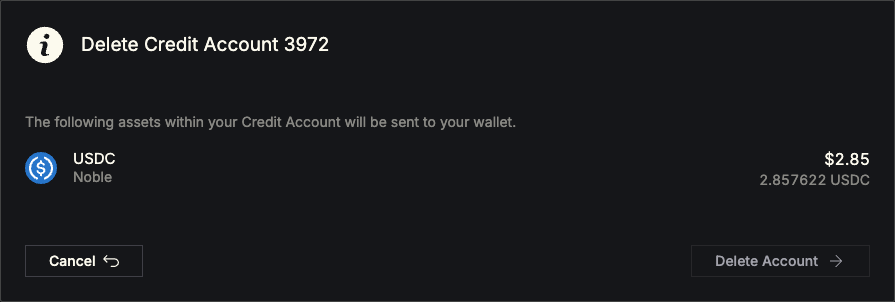 Delete Credit Account 3972
The following assets within your Credit Account will be sent to your wallet.
USDC
$2.85
Noble
2.857622 USDC
Cancel
Delete Account